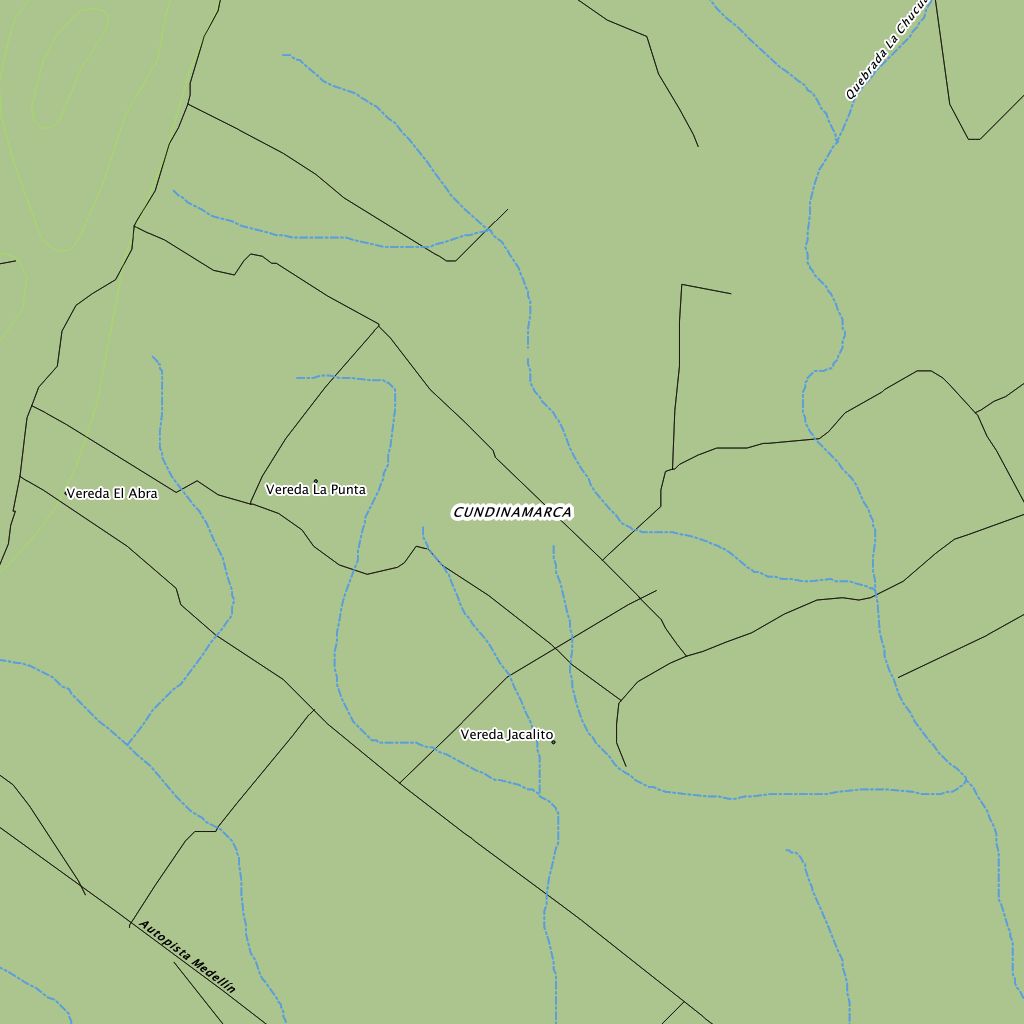 Quebrada La Chucua
Vereda El Abra
Vereda La Punta
CUNDINAMARCA
Vereda Jacalito
Autopista Medellín